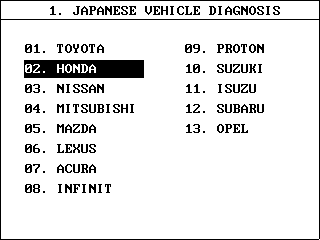 1. JAPANESE VEHICLE DIAGNOSIS
01. TOYOTA
02. HONDA
03. NISSAN
04. MITSUBISHI
05. MAZDA
06. LEXUS
07. ACURA
08. INFINIT
09. PROTON
10. SUZUKI
11. ISUZU
12. SUBARU
13. OPEL